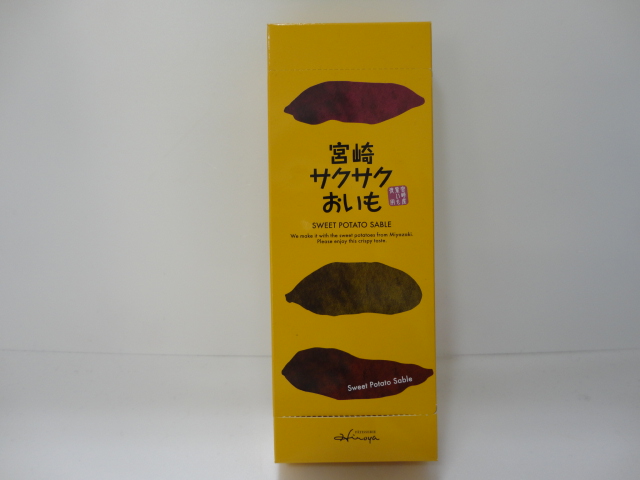 宮崎
サクサク
おいも
SWEET POTATO SABLE
We make it with the sweet potatoes from Miyazaki.
Please enjoy this crispy taste.
Sweet Potato Sable
Hinoya